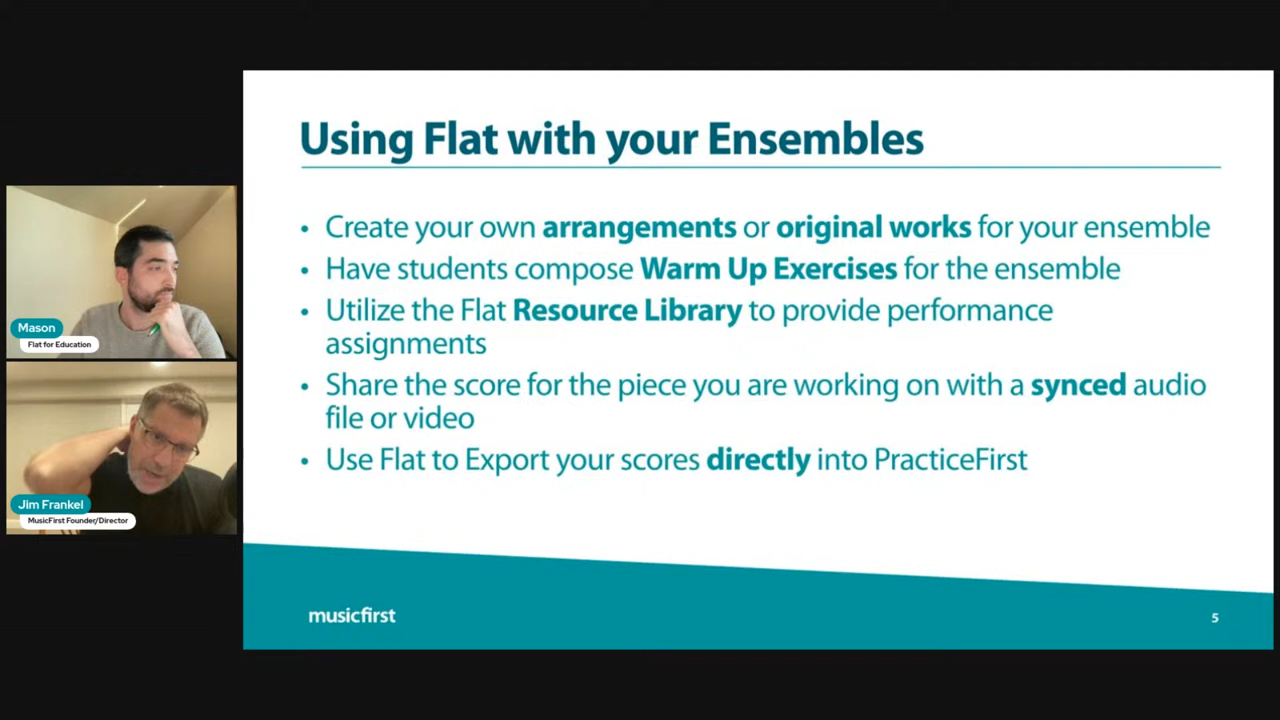 Using Flat with your Ensembles
• Create your own arrangements or original works for your ensemble
• Have students compose Warm Up Exercises for the ensemble
• Utilize the Flat Resource Library to provide performance
assignments
• Share the score for the piece you are working on with a synced audio
file or video
• Use Flat to Export your scores directly into PracticeFirst
Mason
Flat for Education
Jim Frankel
MusicFirst Founder/Director
musicfirst
5